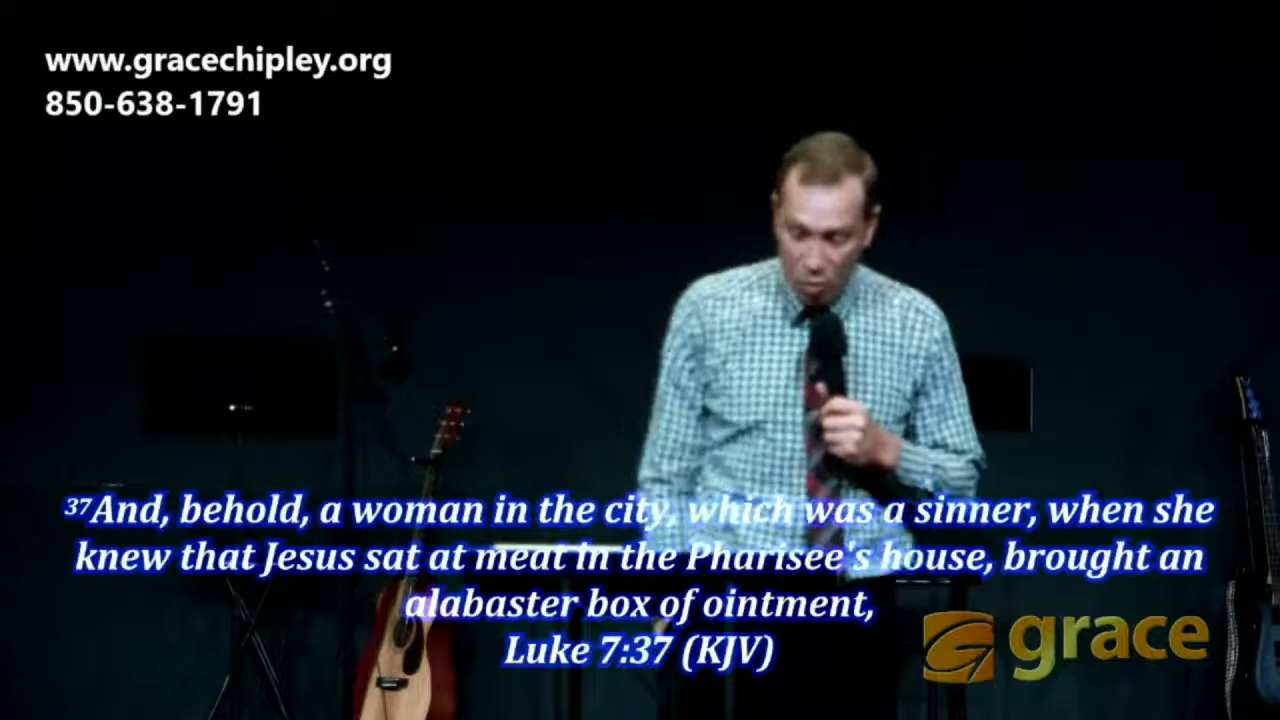 www.gracechipley.org
850-638-1791
³⁷And, behold, a woman in the city, which was a sinner, when she
knew that Jesus sat at meat in the Pharisee's house, brought an
alabaster box of ointment,
Luke 7:37 (KJV)
grace